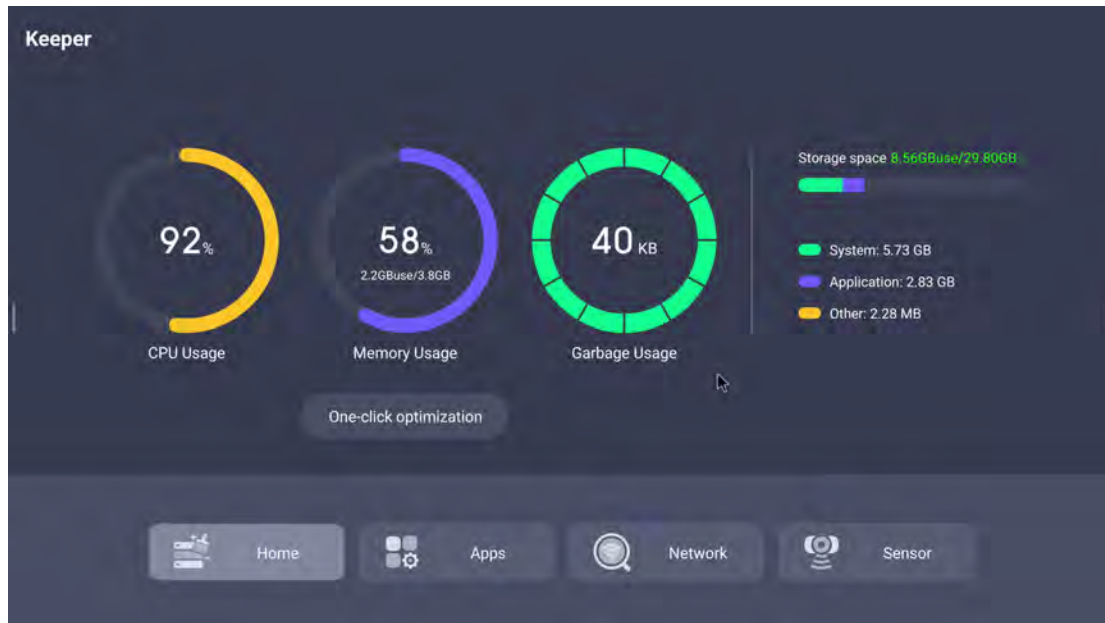 Keeper
92%
CPU Usage
58%
2.2GBuse/3.8GB
Memory Usage
40 KB
Garbage Usage
One-click optimization
Storage space 8.56GBuse/29.80GB
System: 5.73 GB
Application: 2.83 GB
Other: 2.28 MB
Home
Apps
Network
Sensor